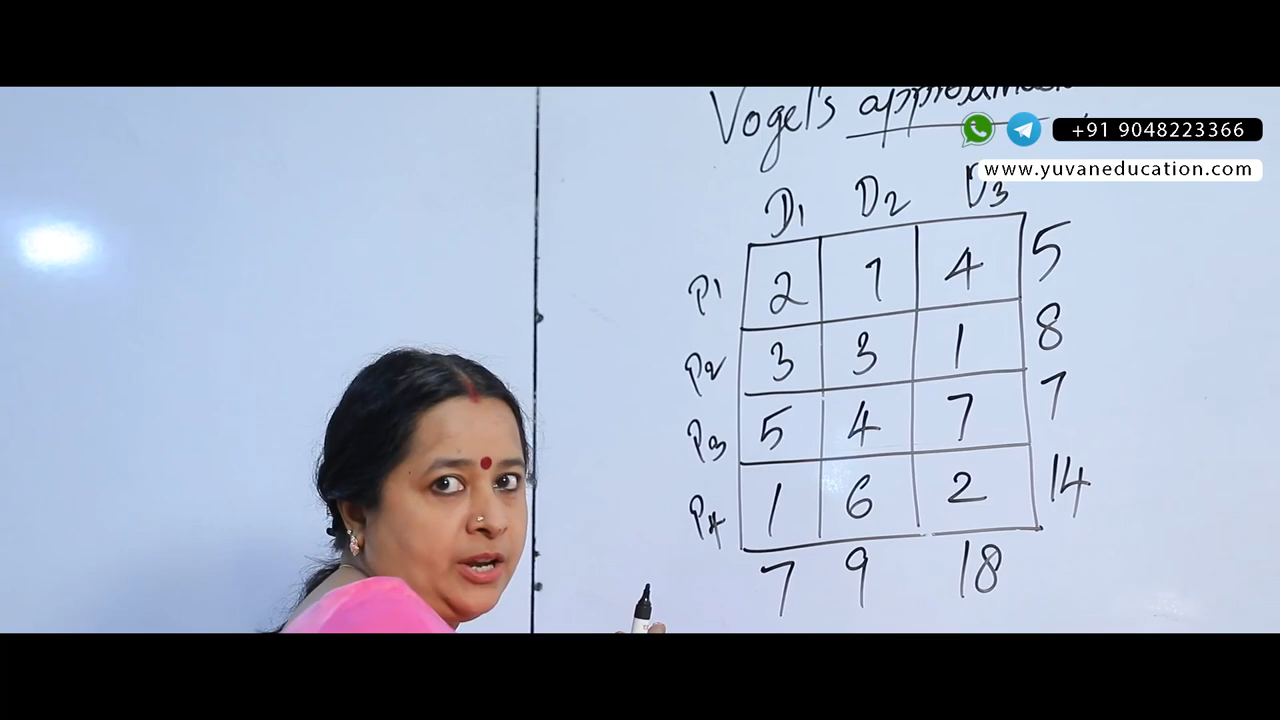 Vogel's
+91 9048223366
www.yuvaneducation.com
D1 D2 D3
P1 2 7 4 5
P2 3 3 1 8
P3 5 4 7 7
P4 1 6 2 14
7 9 18